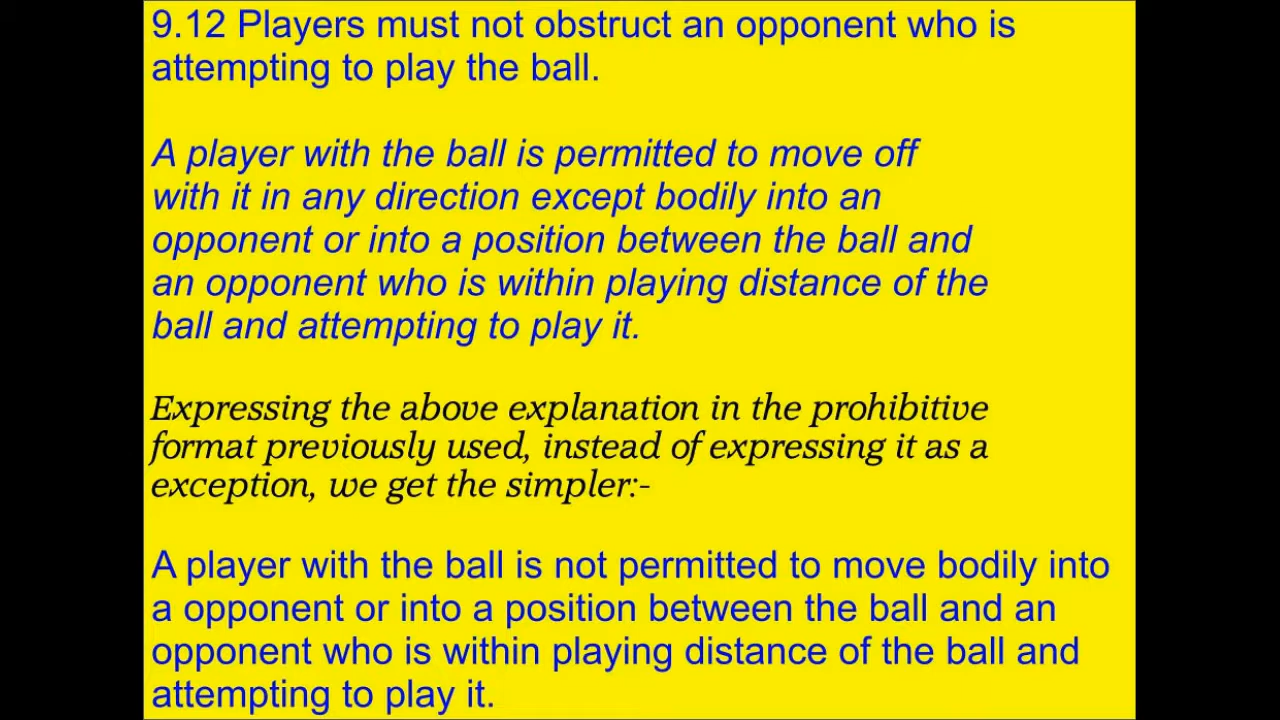 9.12 Players must not obstruct an opponent who is
attempting to play the ball.
A player with the ball is permitted to move off
with it in any direction except bodily into an
opponent or into a position between the ball and
an opponent who is within playing distance of the
ball and attempting to play it.
Expressing the above explanation in the prohibitive
format previously used, instead of expressing it as a
exception, we get the simpler:-
A player with the ball is not permitted to move bodily into
a opponent or into a position between the ball and an
opponent who is within playing distance of the ball and
attempting to play it.